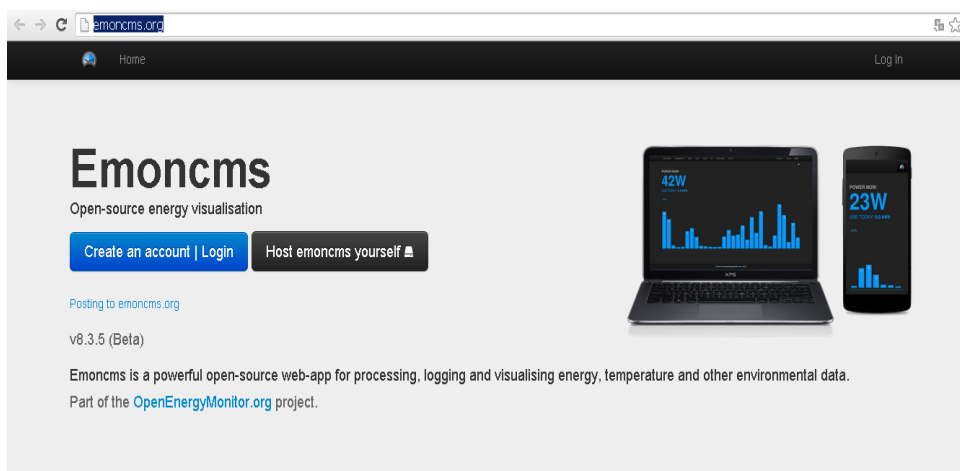 emoncms.org
Home
Log In
Emoncms
Open-source energy visualisation
Create an account | Login
Host emoncms yourself
Posting to emoncms.org
v8.3.5 (Beta)
Emoncms is a powerful open-source web-app for processing, logging and visualising energy, temperature and other environmental data.
Part of the OpenEnergyMonitor.org project.
POWER NOW:
42W
POWER NOW:
23W
USE TODAY: